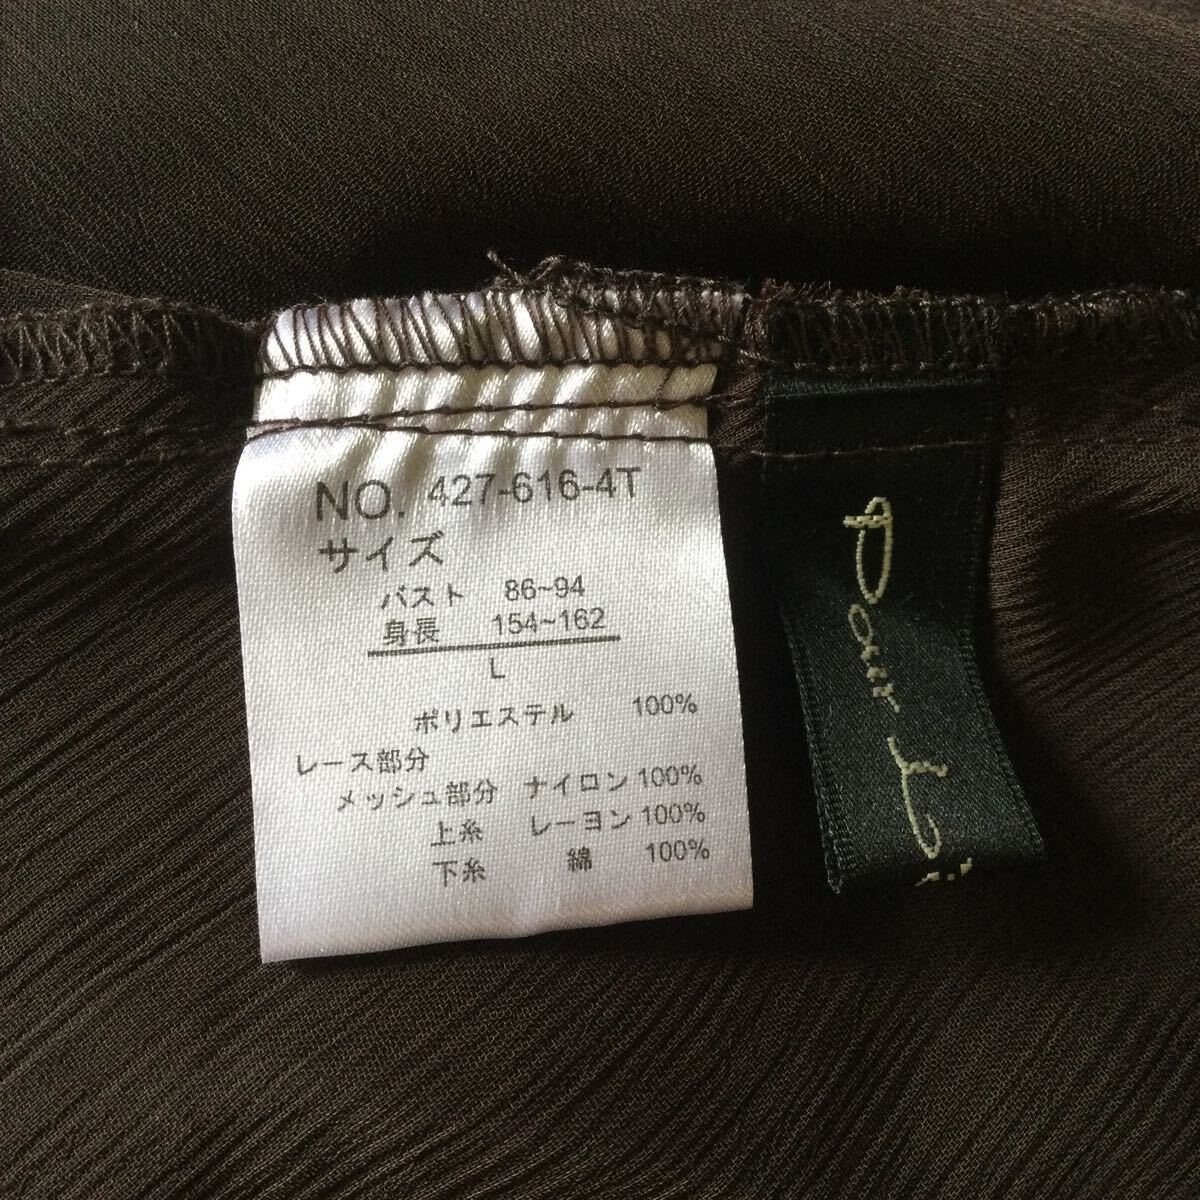 NO. 427-616-4T
サイズ
バスト 86~94
身長 154~162
L
ポリエステル 100%
レース部分
メッシュ部分 ナイロン 100%
上糸 レーヨン 100%
下糸 綿 100%
Pour